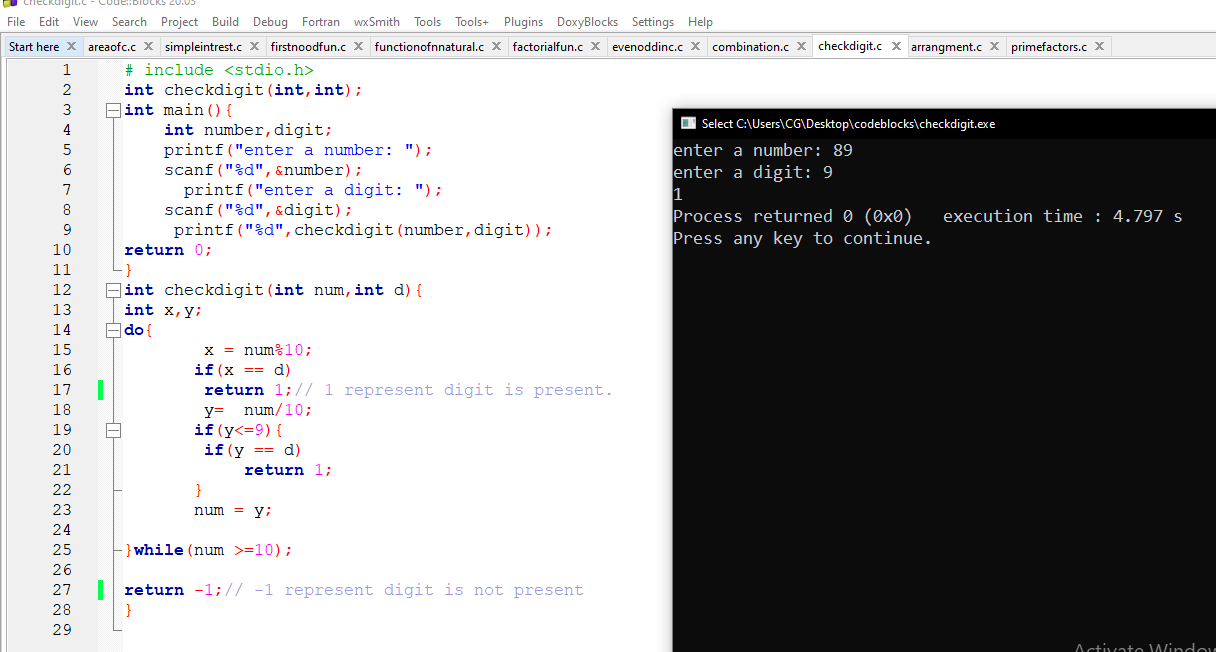 checkdigit.c - Code::Blocks 20.03
File Edit View Search Project Build Debug Fortran wxSmith Tools Tools+ Plugins DoxyBlocks Settings Help
Start here areaofc.c simpleintrest.c firstnoodfun.c functionofnnatural.c factorialfun.c evenoddinc.c combination.c checkdigit.c arrangment.c primefactors.c
1 # include <stdio.h>
2 int checkdigit(int,int);
3 int main(){
4 int number,digit;
5 printf("enter a number: ");
6 scanf("%d",&number);
7 printf("enter a digit: ");
8 scanf("%d",&digit);
9 printf("%d",checkdigit(number,digit));
10 return 0;
11 }
12 int checkdigit(int num,int d){
13 int x,y;
14 do{
15 x = num%10;
16 if(x == d)
17 return 1;// 1 represent digit is present.
18 y= num/10;
19 if(y<=9){
20 if(y == d)
21 return 1;
22 }
23 num = y;
24
25 }while(num >=10);
26
27 return -1;// -1 represent digit is not present
28 }
29
Select C:\Users\CG\Desktop\codeblocks\checkdigit.exe
enter a number: 89
enter a digit: 9
1
Process returned 0 (0x0) execution time : 4.797 s
Press any key to continue.
Activate Window